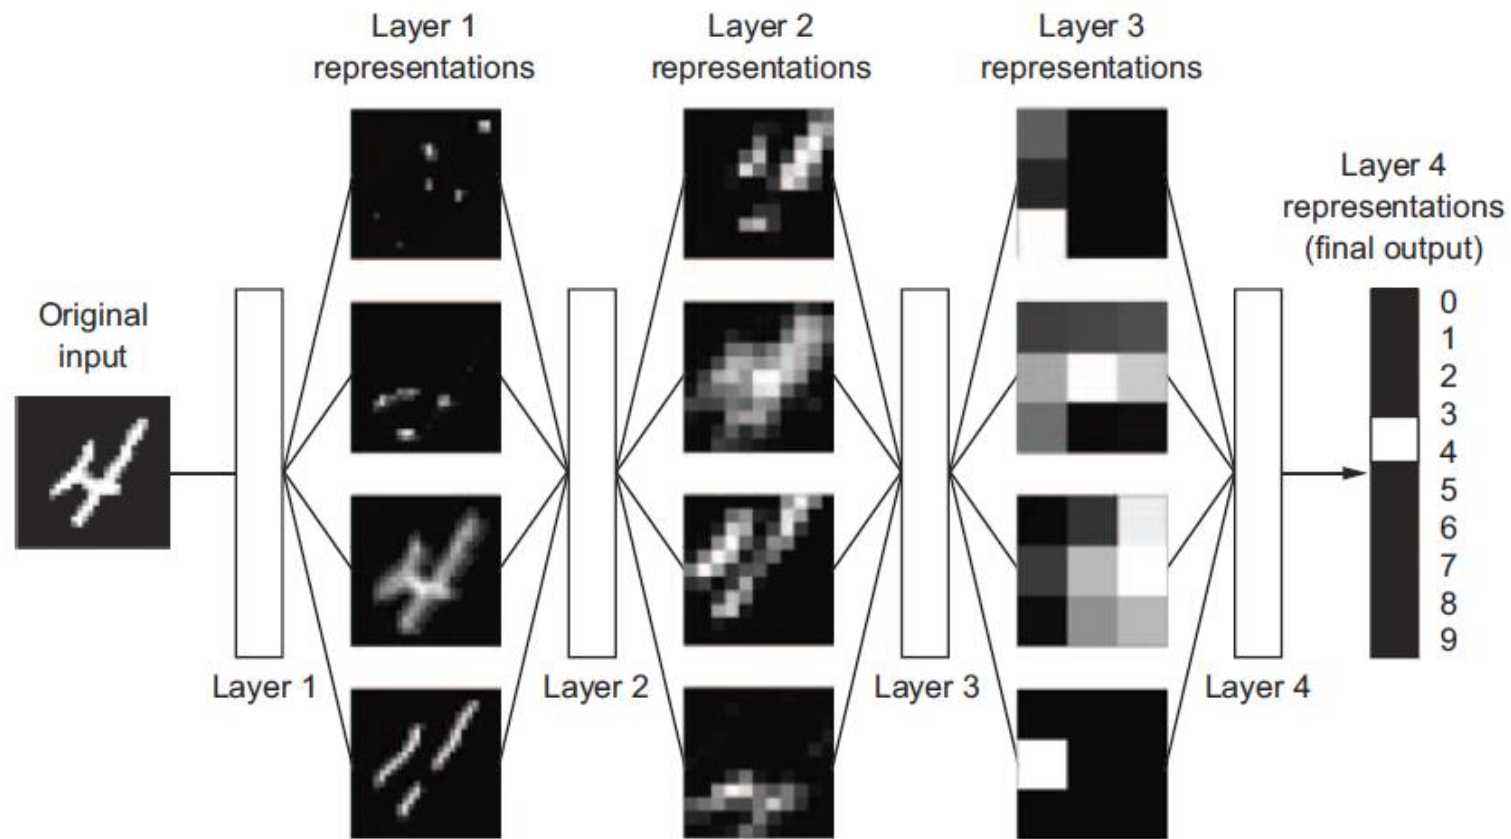 Layer 1
representations
Layer 2
representations
Layer 3
representations
Layer 4
representations
(final output)
Original
input
0
1
2
3
4
5
6
7
8
9
Layer 1
Layer 2
Layer 3
Layer 4